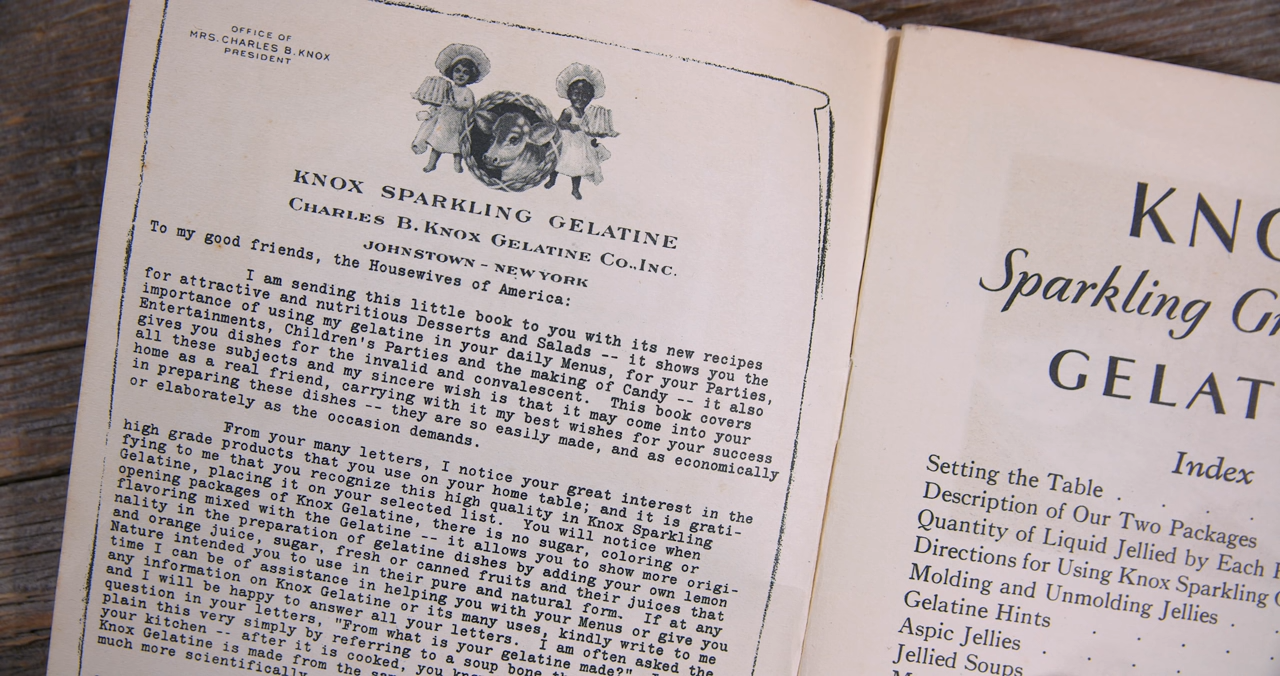 OFFICE OF
MRS. CHARLES B. KNOX
PRESIDENT
KNOX SPARKLING GELATINE
CHARLES B. KNOX GELATINE CO., INC.
JOHNSTOWN - NEW YORK
To my good friends, the Housewives of America:
I am sending this little book to you with its new recipes
for attractive and nutritious Desserts and Salads -- it shows you the
importance of using my gelatine in your daily Menus, for your Parties,
Entertainments, Children's Parties and the making of Candy -- it also
gives you dishes for the invalid and convalescent. This book covers
all these subjects and my sincere wish is that it may come into your
home as a real friend, carrying with it my best wishes for your success
in preparing these dishes -- they are so easily made, and as economically
or elaborately as the occasion demands.
From your many letters, I notice your great interest in the
high grade products that you use on your home table; and it is grati-
fying to me that you recognize this high quality in Knox Sparkling
Gelatine, placing it on your selected list. You will notice when
opening packages of Knox Gelatine, there is no sugar, coloring or
flavoring mixed with the Gelatine -- it allows you to show more origi-
nality in the preparation of gelatine dishes by adding your own lemon
and orange juice, sugar, fresh or canned fruits and their juices that
Nature intended you to use in their pure and natural form. If at any
time I can be of assistance in helping you with your Menus or give you
any information on Knox Gelatine or its many uses, kindly write to me
and I will be happy to answer all your letters. I am often asked the
question in your letters, "From what is your gelatine made?"
plain this very simply by referring to a soup bone
your kitchen -- after it is cooked, you
Knox Gelatine is made from the
much more scientifically
KNO
Sparkling
GELAT
Index
Setting the Table .
Description of Our Two Packages
Quantity of Liquid Jellied by Each
Directions for Using Knox Sparkling
Molding and Unmolding Jellies .
Gelatine Hints
Aspic Jellies
Jellied Soups